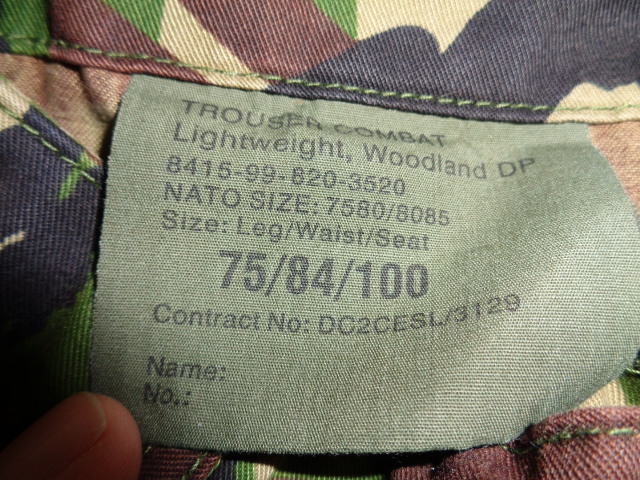 TROUSER COMBAT
Lightweight, Woodland DP
8415-99-820-3520
NATO SIZE: 7580/8085
Size: Leg/Waist/Seat
75/84/100
Contract No: DC2CESL/3129
Name:
No.: